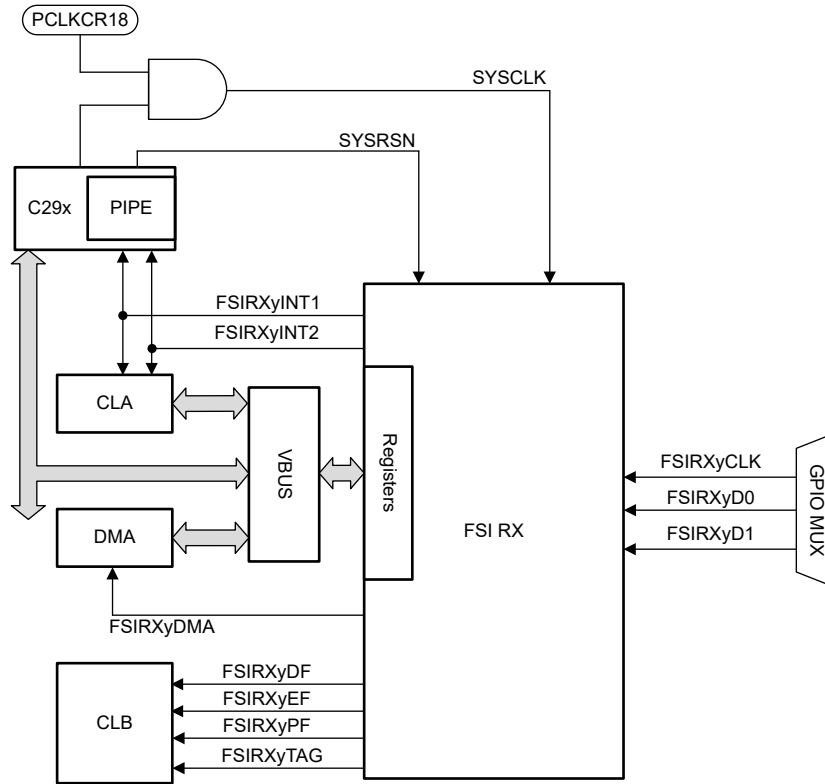 PCLKCR18
SYSCLK
SYSRSN
C29x
PIPE
FSIRXyINT1
FSIRXyINT2
CLA
VBUS
Registers
FSI RX
FSIRXyCLK
FSIRXyD0
FSIRXyD1
GPIO MUX
DMA
FSIRXyDMA
CLB
FSIRXyDF
FSIRXyEF
FSIRXyPF
FSIRXyTAG